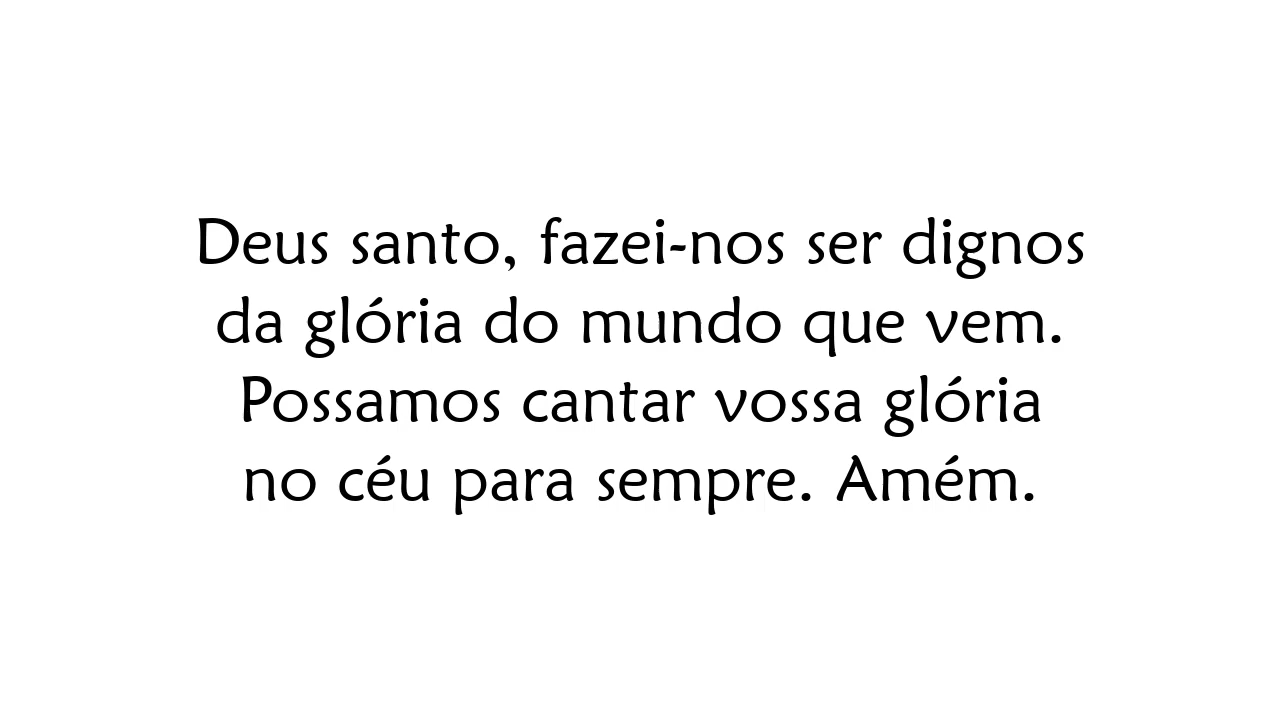 Deus santo, fazei-nos ser dignos
da glória do mundo que vem.
Possamos cantar vossa glória
no céu para sempre. Amém.